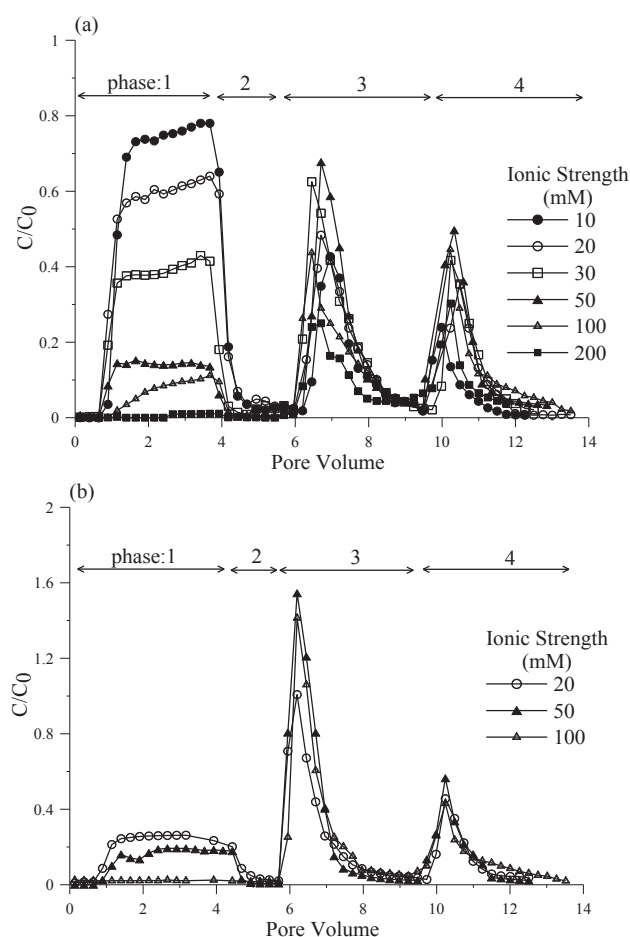 (a)
1
phase:1 2 3 4
0.8
Ionic Strength
(mM)
0.6
10
20
C/C0
0.4
30
50
100
0.2
200
0
0 2 4 6 8 10 12 14
Pore Volume
(b)
2
phase:1 2 3 4
1.6
Ionic Strength
(mM)
1.2
20
50
C/C0
100
0.8
0.4
0
0 2 4 6 8 10 12 14
Pore Volume